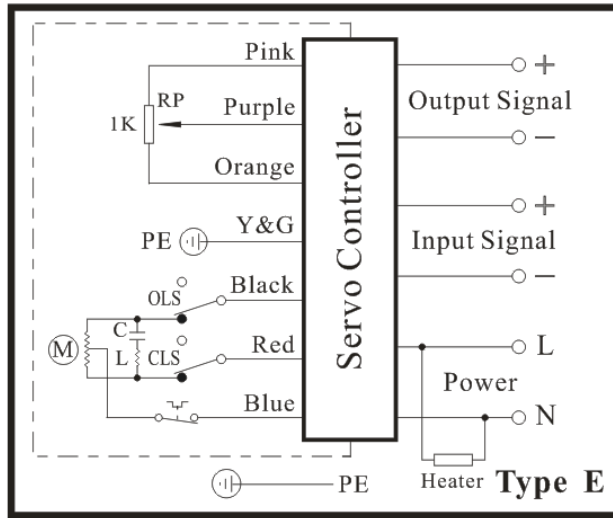 Pink
RP
1K
Purple
Orange
PE
Y&G
Black
OLS
C
M
L
CLS
Red
Blue
PE
Servo Controller
+
Output Signal
−
+
Input Signal
−
L
Power
N
Heater
Type E